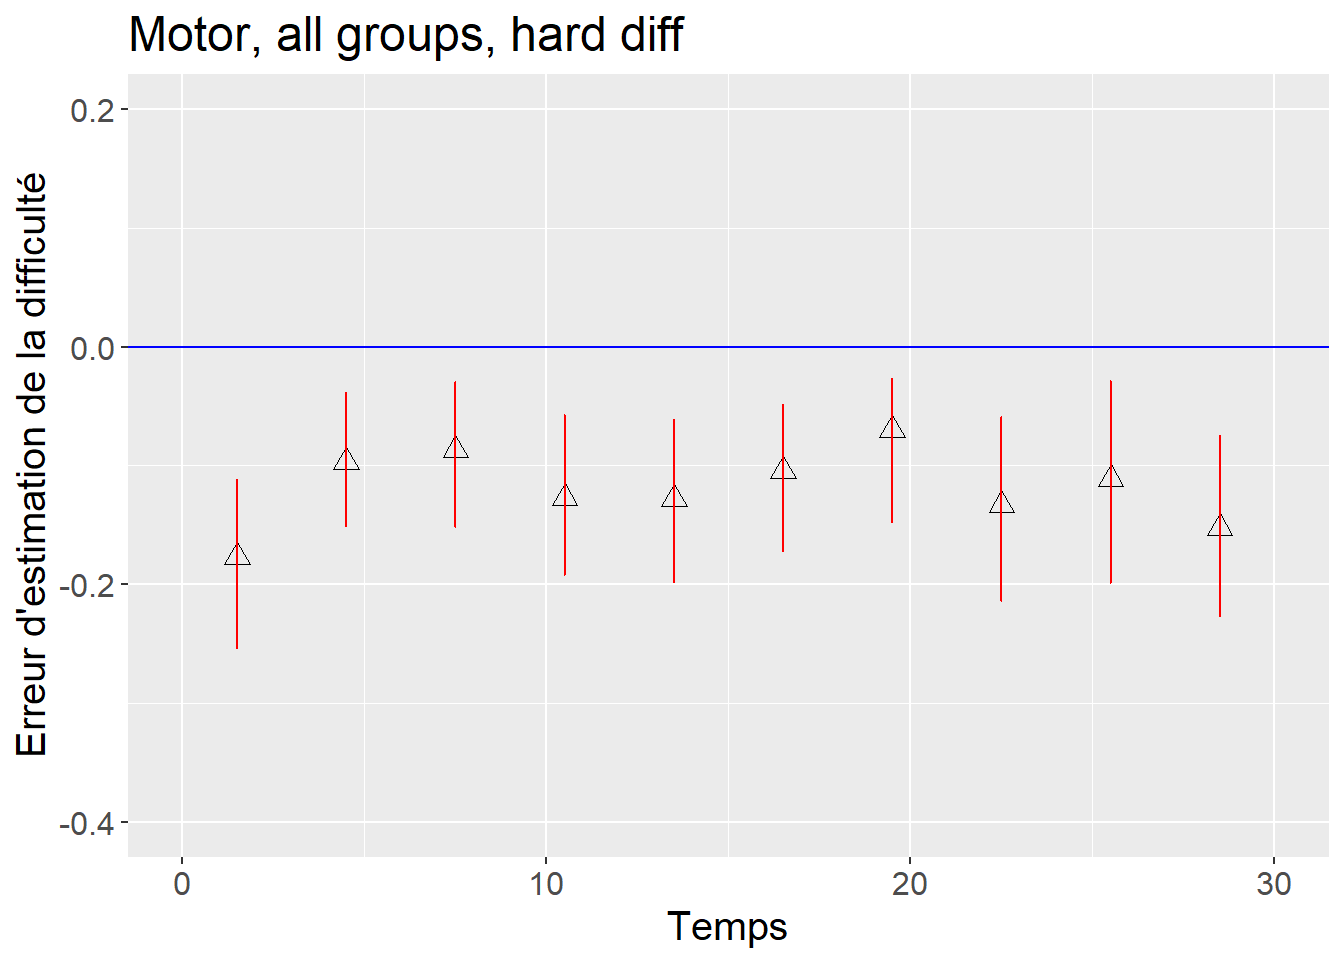 Motor, all groups, hard diff
Erreur d'estimation de la difficulté
0.2
0.0
-0.2
-0.4
0
10
20
30
Temps